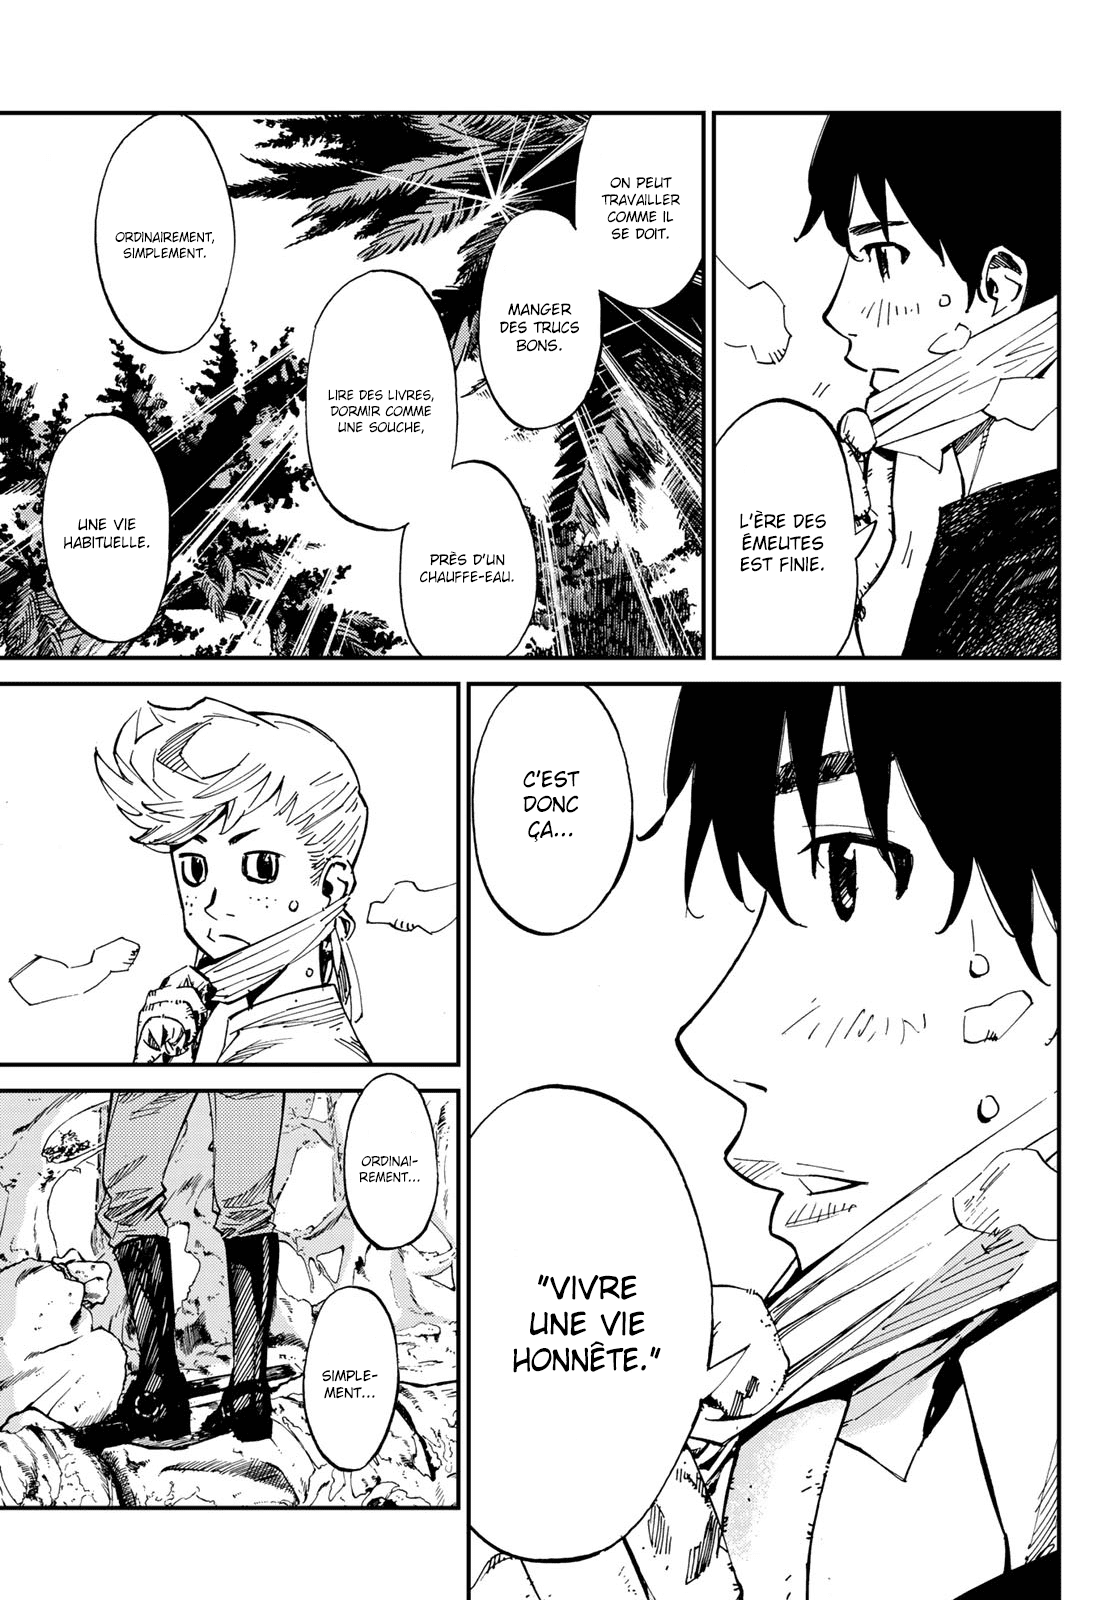 L'ÈRE DES
ÉMEUTES
EST FINIE.
ON PEUT
TRAVAILLER
COMME IL
SE DOIT.
MANGER
DES TRUCS
BONS.
LIRE DES LIVRES,
DORMIR COMME
UNE SOUCHE,
PRÈS D'UN
CHAUFFE-EAU.
ORDINAIREMENT,
SIMPLEMENT.
UNE VIE
HABITUELLE.
C'EST
DONC
ÇA...
"VIVRE
UNE VIE
HONNÊTE."
ORDINAI-
REMENT...
SIMPLE-
MENT...